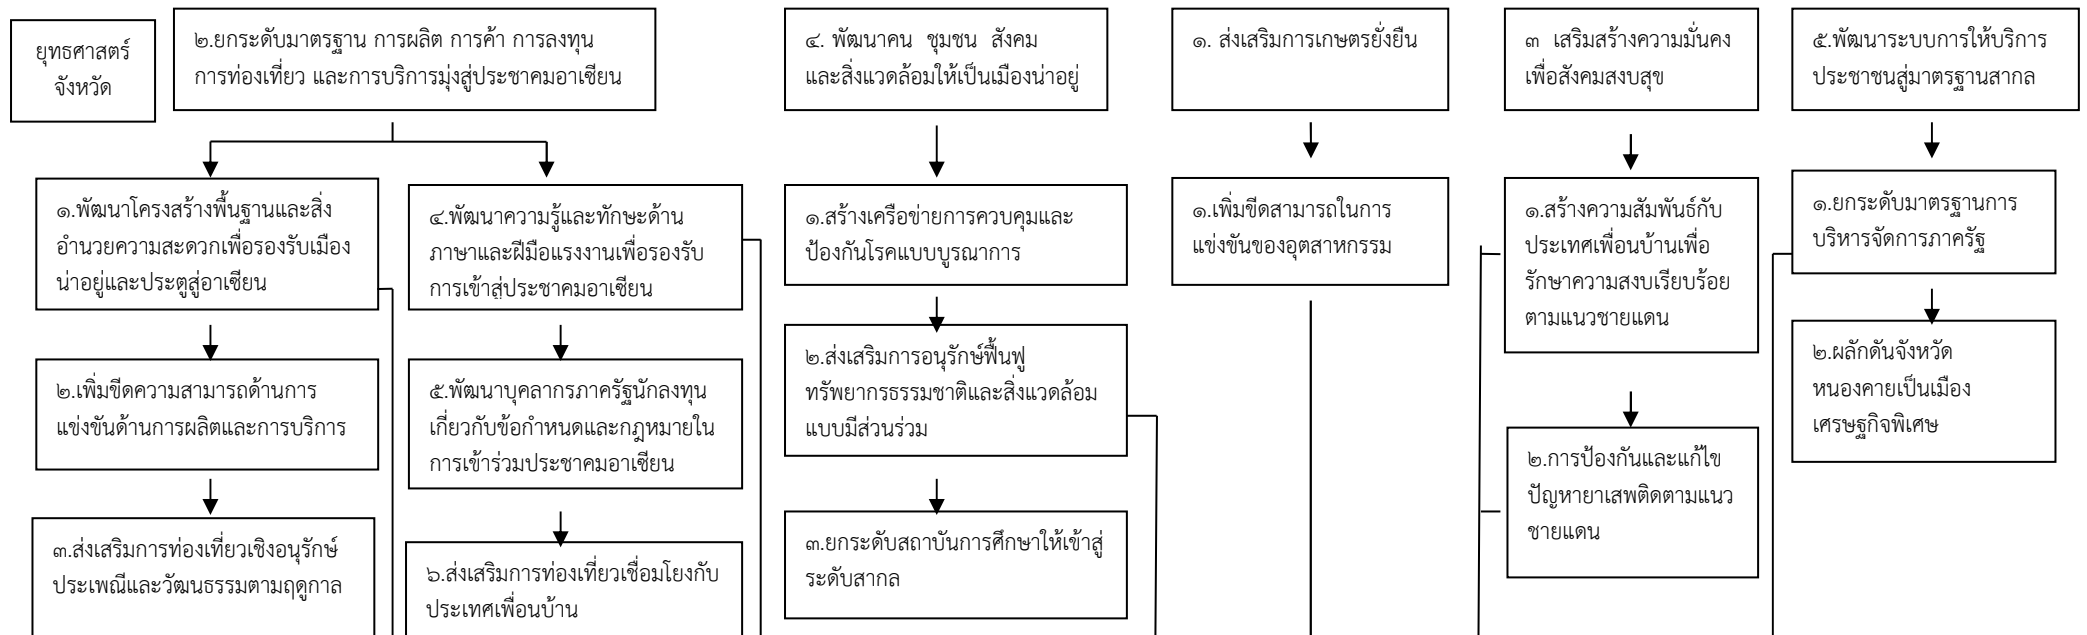 ยุทธศาสตร์
จังหวัด
๒.ยกระดับมาตรฐาน การผลิต การค้า การลงทุน
การท่องเที่ยว และการบริการมุ่งสู่ประชาคมอาเซียน
๔. พัฒนาคน ชุมชน สังคม
และสิ่งแวดล้อมให้เป็นเมืองน่าอยู่
๑. ส่งเสริมการเกษตรยั่งยืน
๓ เสริมสร้างความมั่นคง
เพื่อสังคมสงบสุข
๕.พัฒนาระบบการให้บริการ
ประชาชนสู่มาตรฐานสากล
๑.พัฒนาโครงสร้างพื้นฐานและสิ่ง
อำนวยความสะดวกเพื่อรองรับเมือง
น่าอยู่และประตูสู่อาเซียน
๔.พัฒนาความรู้และทักษะด้าน
ภาษาและฝีมือแรงงานเพื่อรองรับ
การเข้าสู่ประชาคมอาเซียน
๑.สร้างเครือข่ายการควบคุมและ
ป้องกันโรคแบบบูรณาการ
๑.เพิ่มขีดสามารถในการ
แข่งขันของอุตสาหกรรม
๑.สร้างความสัมพันธ์กับ
ประเทศเพื่อนบ้านเพื่อ
รักษาความสงบเรียบร้อย
ตามแนวชายแดน
๑.ยกระดับมาตรฐานการ
บริหารจัดการภาครัฐ
๒.เพิ่มขีดความสามารถด้านการ
แข่งขันด้านการผลิตและการบริการ
๕.พัฒนาบุคลากรภาครัฐนักลงทุน
เกี่ยวกับข้อกำหนดและกฎหมายใน
การเข้าร่วมประชาคมอาเซียน
๒.ส่งเสริมการอนุรักษ์ฟื้นฟู
ทรัพยากรธรรมชาติและสิ่งแวดล้อม
แบบมีส่วนร่วม
๒.การป้องกันและแก้ไข
ปัญหายาเสพติดตามแนว
ชายแดน
๒.ผลักดันจังหวัด
หนองคายเป็นเมือง
เศรษฐกิจพิเศษ
๓.ส่งเสริมการท่องเที่ยวเชิงอนุรักษ์
ประเพณีและวัฒนธรรมตามฤดูกาล
๖.ส่งเสริมการท่องเที่ยวเชื่อมโยงกับ
ประเทศเพื่อนบ้าน
๓.ยกระดับสถาบันการศึกษาให้เข้าสู่
ระดับสากล